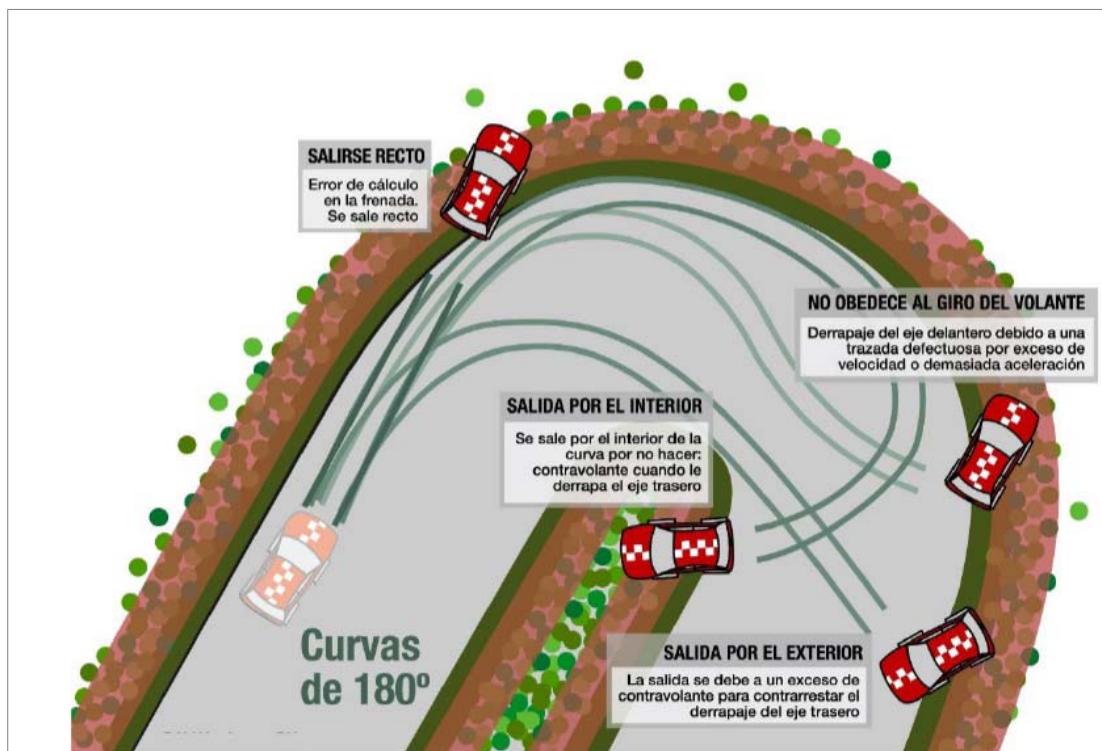 SALIRSE RECTO
Error de cálculo
en la frenada.
Se sale recto
NO OBEDECE AL GIRO DEL VOLANTE
Derrapaje del eje delantero debido a una
trazada defectuosa por exceso de
velocidad o demasiada aceleración
SALIDA POR EL INTERIOR
Se sale por el interior de la
curva por no hacer:
contravolante cuando le
derrapa el eje trasero
Curvas
de 180º
SALIDA POR EL EXTERIOR
La salida se debe a un exceso de
contravolante para contrarrestar el
derrapaje del eje trasero